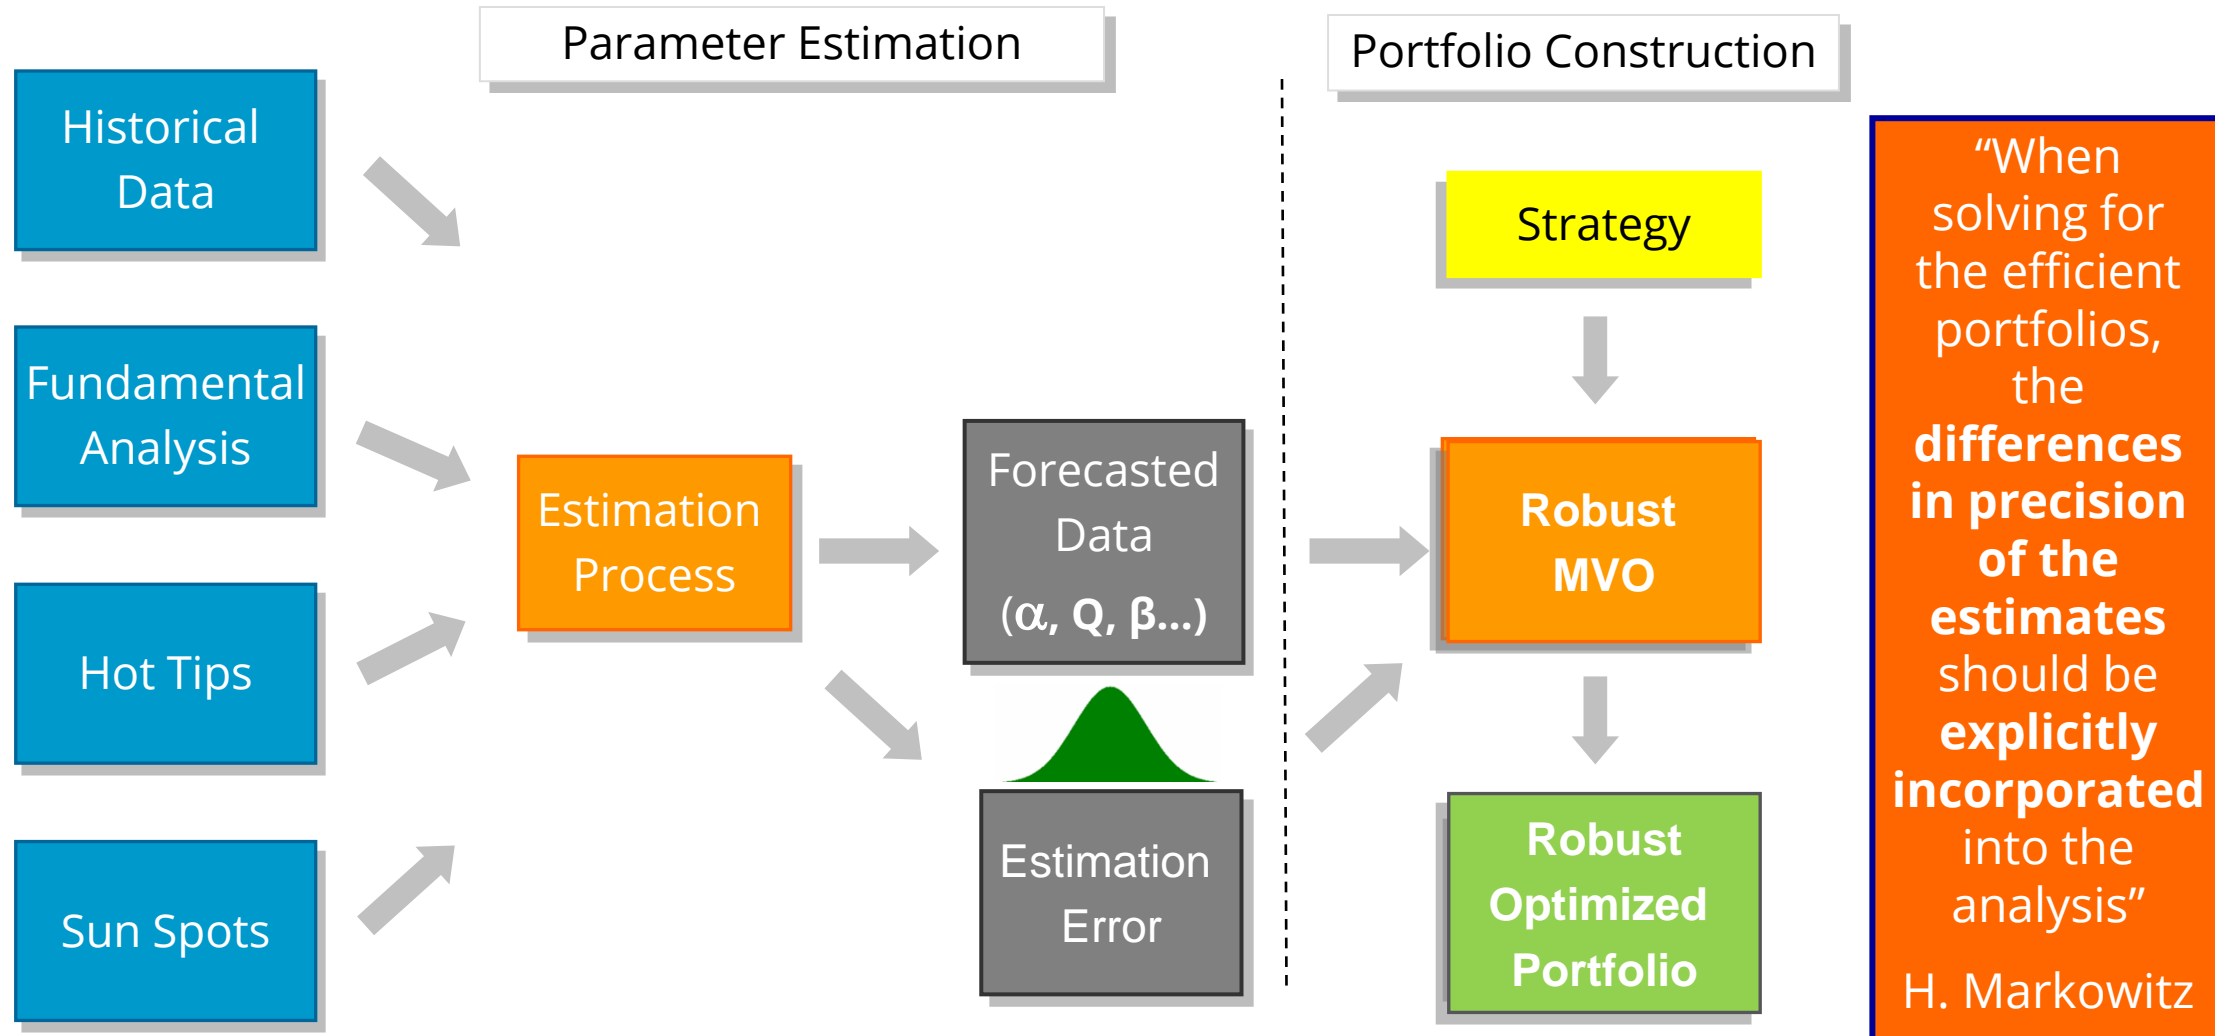 Parameter Estimation
Portfolio Construction
Historical
Data
Fundamental
Analysis
Hot Tips
Sun Spots
Estimation
Process
Forecasted
Data
(α, Q, β...)
Estimation
Error
Strategy
Robust
MVO
Robust
Optimized
Portfolio
“When
solving for
the efficient
portfolios,
the
differences
in precision
of the
estimates
should be
explicitly
incorporated
into the
analysis”
H. Markowitz